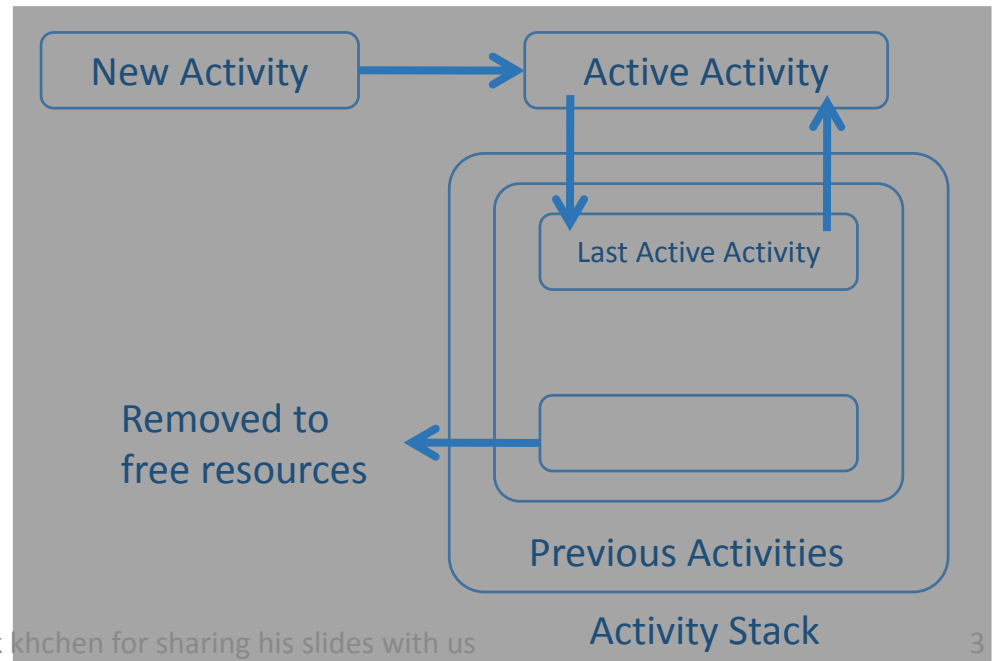 New Activity
Active Activity
Last Active Activity
Removed to
free resources
Previous Activities
Activity Stack
khchen for sharing his slides with us
3